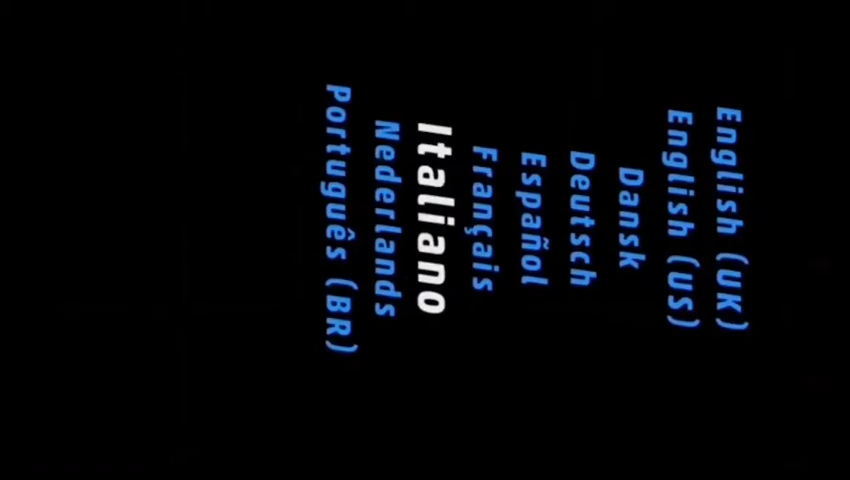 English (UK)
English (US)
Dansk
Deutsch
Español
Français
Italiano
Nederlands
Português (BR)